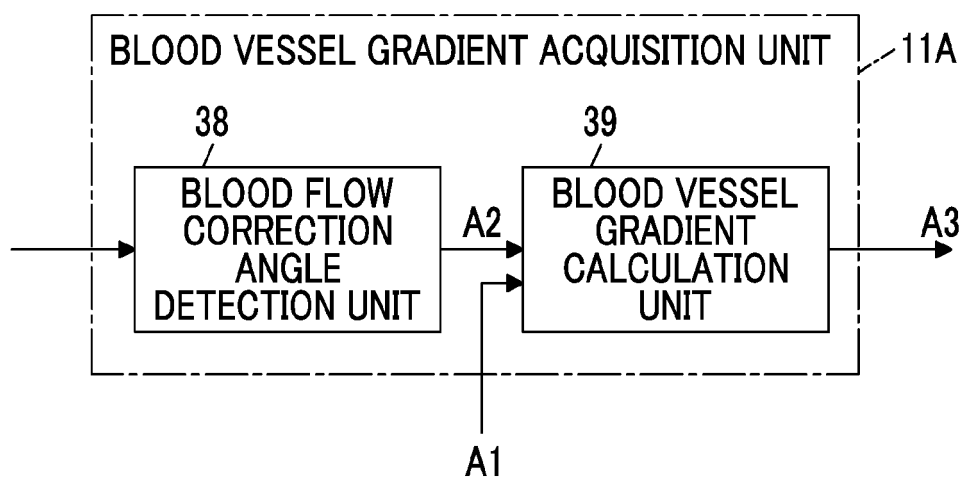 BLOOD VESSEL GRADIENT ACQUISITION UNIT
11A
38
39
BLOOD FLOW
CORRECTION
ANGLE
DETECTION UNIT
A2
BLOOD VESSEL
GRADIENT
CALCULATION
UNIT
A3
A1